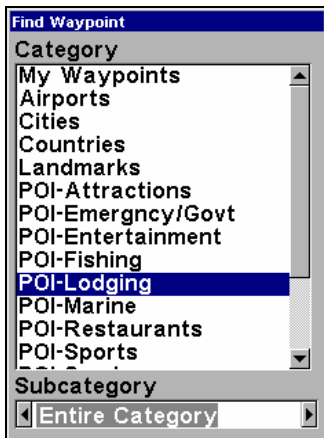 Find Waypoint
Category
My Waypoints
Airports
Cities
Countries
Landmarks
POI-Attractions
POI-Emergncy/Govt
POI-Entertainment
POI-Fishing
POI-Lodging
POI-Marine
POI-Restaurants
POI-Sports
Subcategory
Entire Category